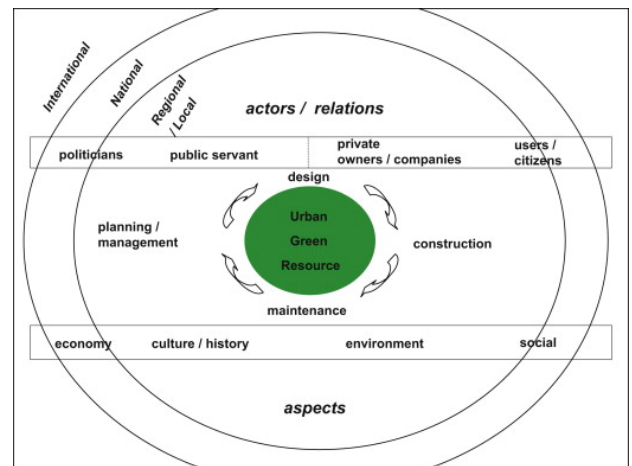 International
National
Regional
/ Local
actors / relations
politicians
public servant
private
owners / companies
users /
citizens
design
planning /
management
Urban
Green
Resource
construction
maintenance
economy
culture / history
environment
social
aspects